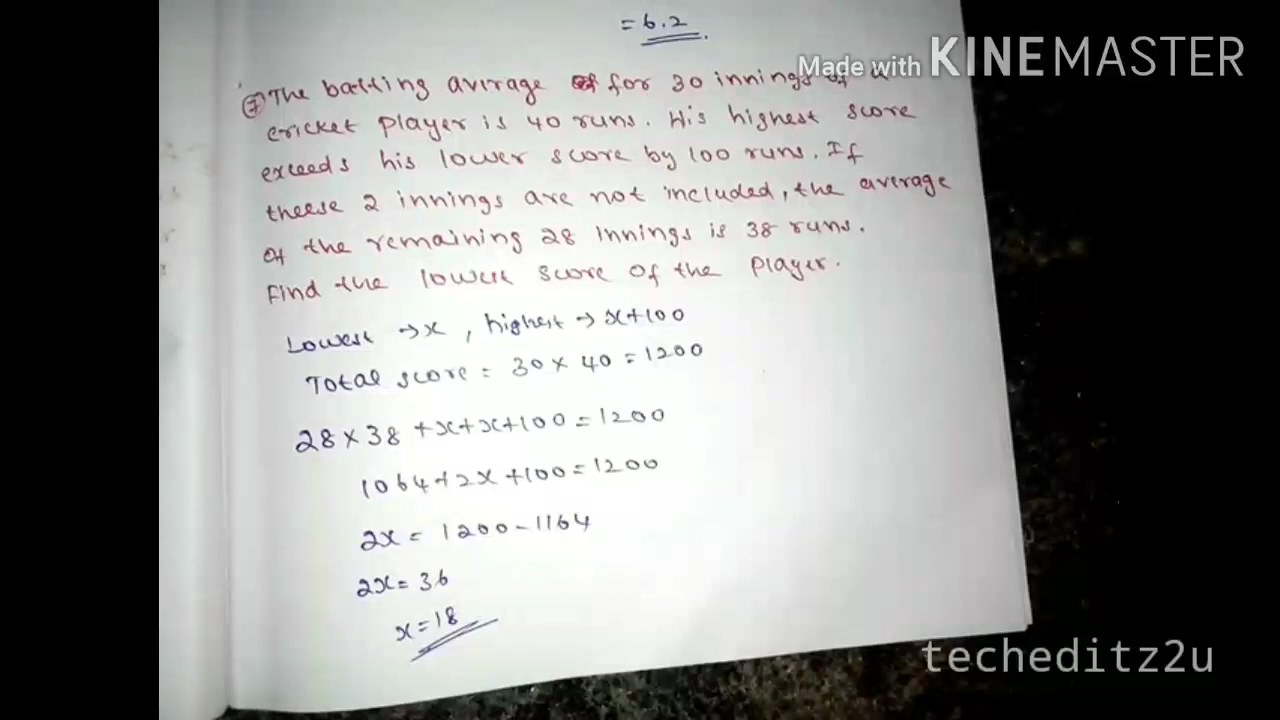 = 6.2
Made with KINEMASTER
⑦ The batting average of for 30 innings of a
cricket player is 40 runs. His highest score
exceeds his lower score by 100 runs. If
theese 2 innings are not included, the average
of the remaining 28 innings is 38 runs.
Find the lowest score of the player.
Lowest → x , highest → x+100
Total score = 30 × 40 = 1200
28 × 38 + x + x + 100 = 1200
1064 + 2x + 100 = 1200
2x = 1200 - 1164
2x = 36
x = 18
techeditz2u